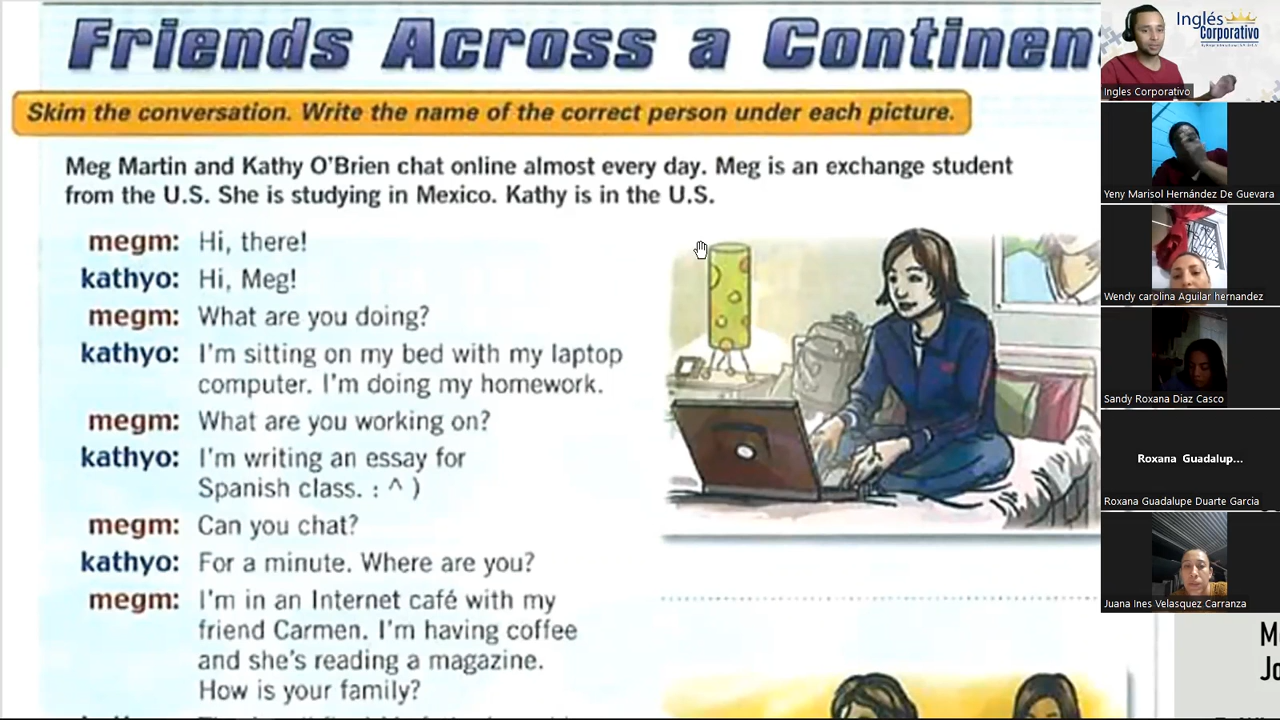 Friends Across a Continen
Skim the conversation. Write the name of the correct person under each picture.
Meg Martin and Kathy O'Brien chat online almost every day. Meg is an exchange student
from the U.S. She is studying in Mexico. Kathy is in the U.S.
megm: Hi, there!
kathyo: Hi, Meg!
megm: What are you doing?
kathyo: I'm sitting on my bed with my laptop
computer. I'm doing my homework.
megm: What are you working on?
kathyo: I'm writing an essay for
Spanish class. : ^ )
megm: Can you chat?
kathyo: For a minute. Where are you?
megm: I'm in an Internet café with my
friend Carmen. I'm having coffee
and she's reading a magazine.
How is your family?
Inglés
Corporativo
Ingles Corporativo
Yeny Marisol Hernández De Guevara
Wendy carolina Aguilar hernandez
Sandy Roxana Diaz Casco
Roxana Guadalup...
Roxana Guadalupe Duarte Garcia
Juana Ines Velasquez Carranza
M
Jo